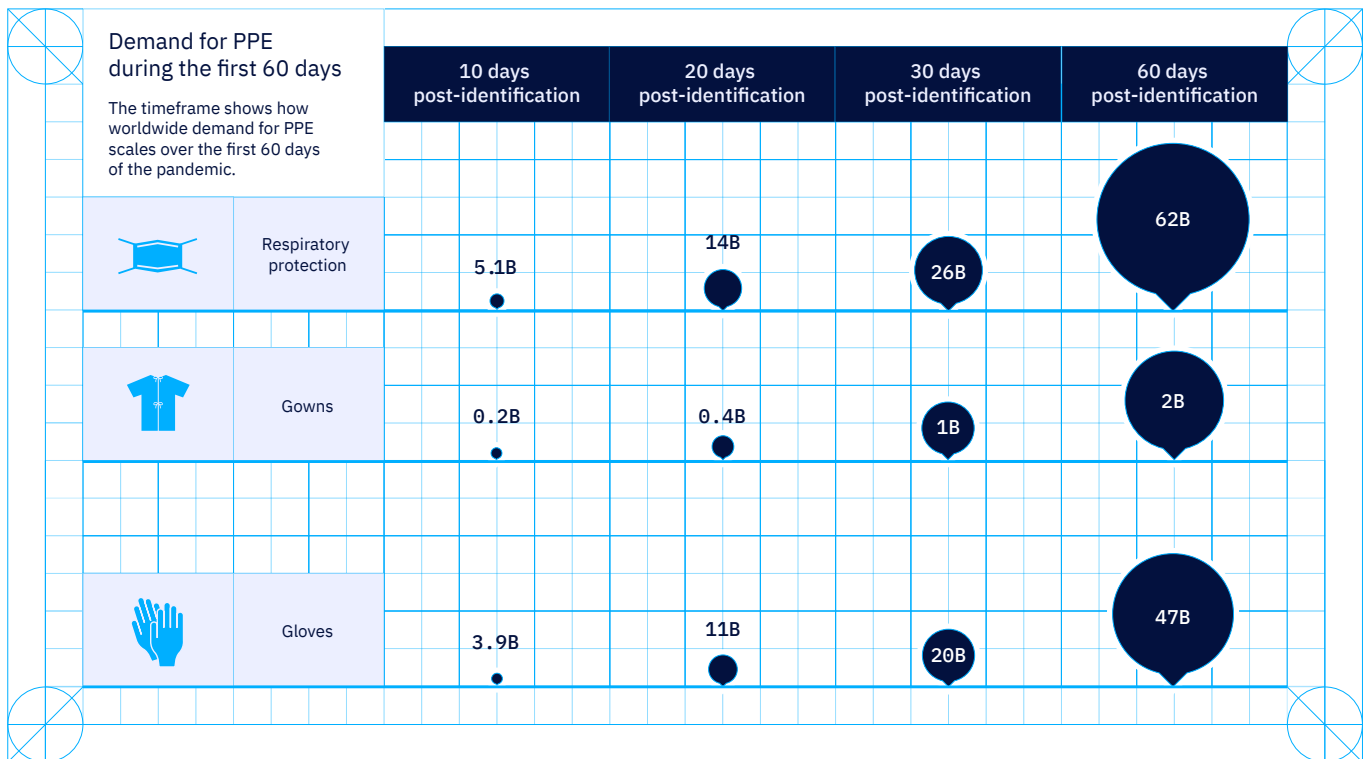 Demand for PPE
during the first 60 days
The timeframe shows how
worldwide demand for PPE
scales over the first 60 days
of the pandemic.
10 days
post-identification
20 days
post-identification
30 days
post-identification
60 days
post-identification
Respiratory
protection
5.1B
14B
26B
62B
Gowns
0.2B
0.4B
1B
2B
Gloves
3.9B
11B
20B
47B